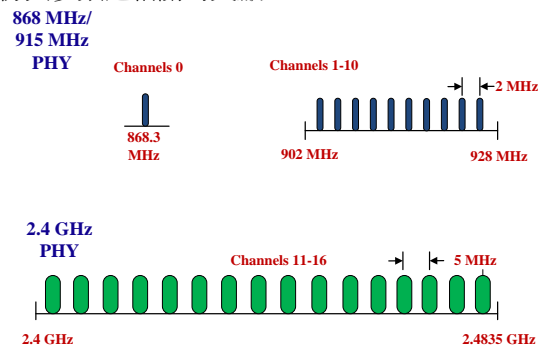 868 MHz/
915 MHz
PHY
Channels 0
Channels 1-10
2 MHz
868.3
MHz
902 MHz
928 MHz
2.4 GHz
PHY
Channels 11-16
5 MHz
2.4 GHz
2.4835 GHz